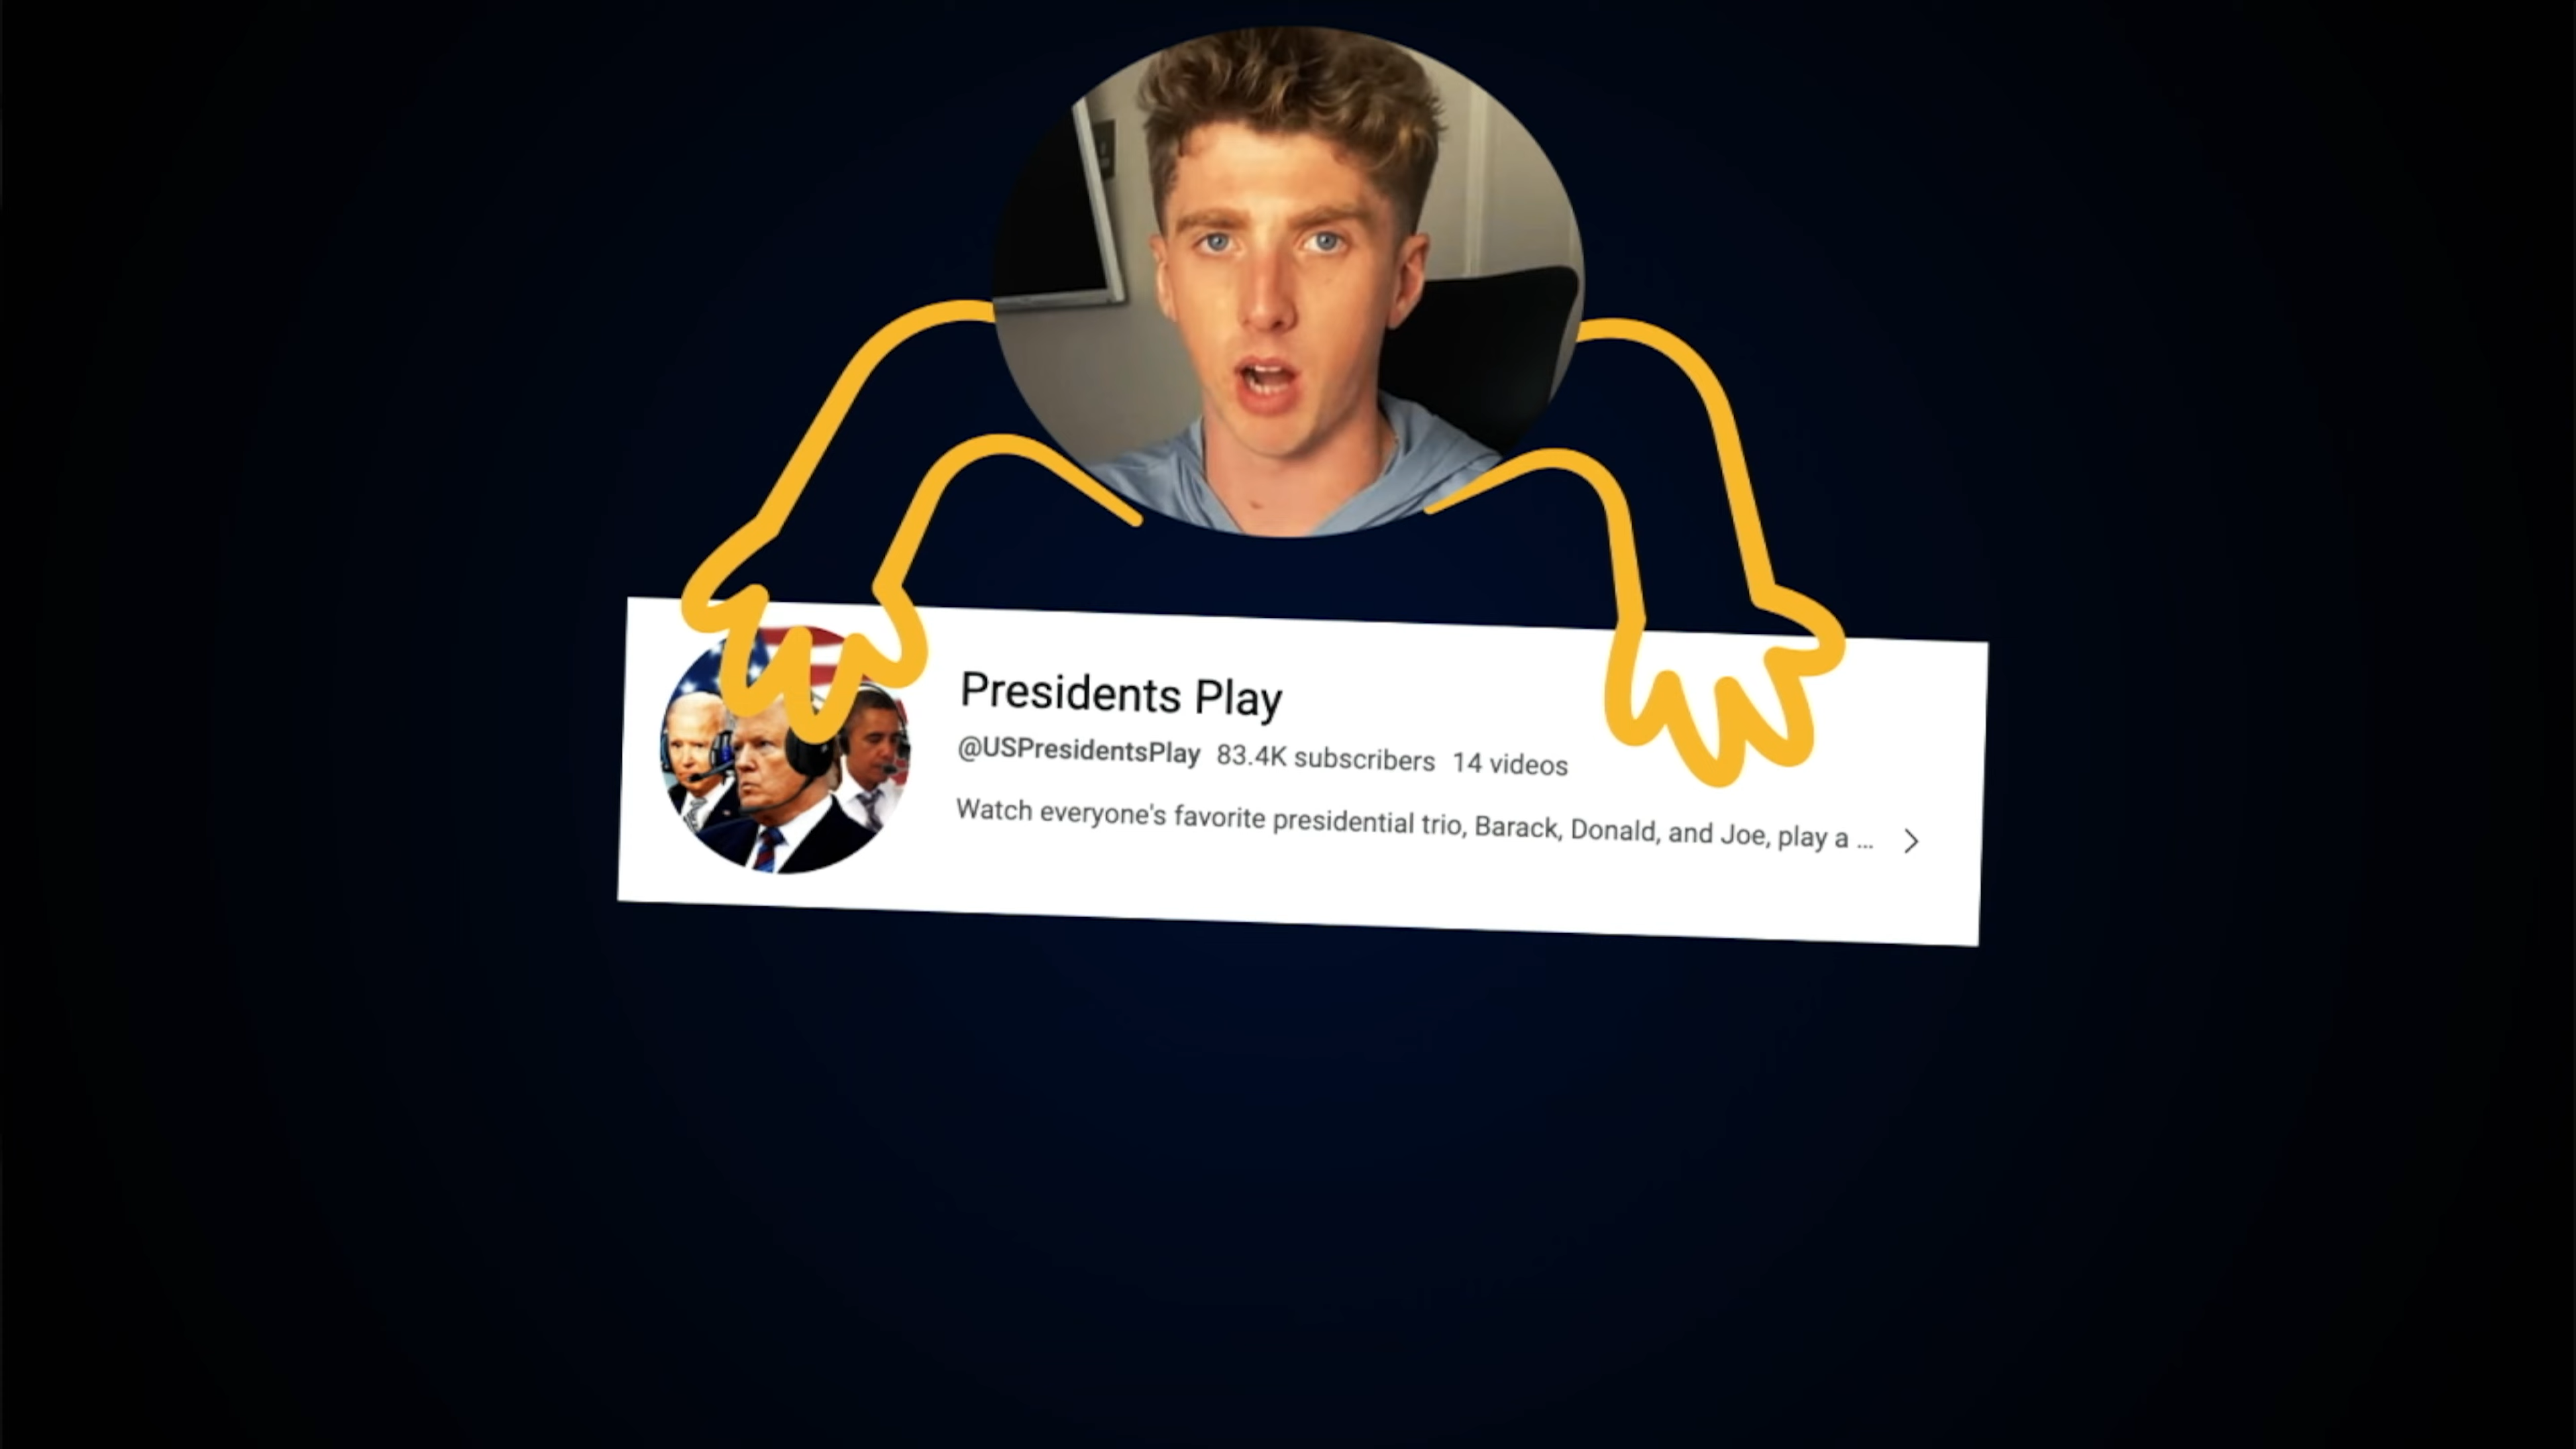 Presidents Play
@USPresidentsPlay 83.4K subscribers 14 videos
Watch everyone's favorite presidential trio, Barack, Donald, and Joe, play a ...